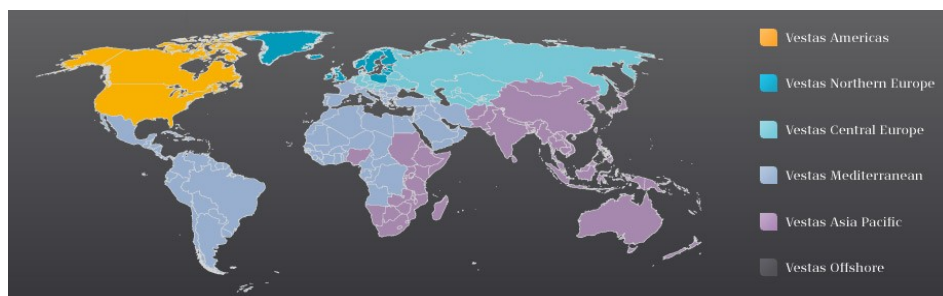 Vestas Americas
Vestas Northern Europe
Vestas Central Europe
Vestas Mediterranean
Vestas Asia Pacific
Vestas Offshore